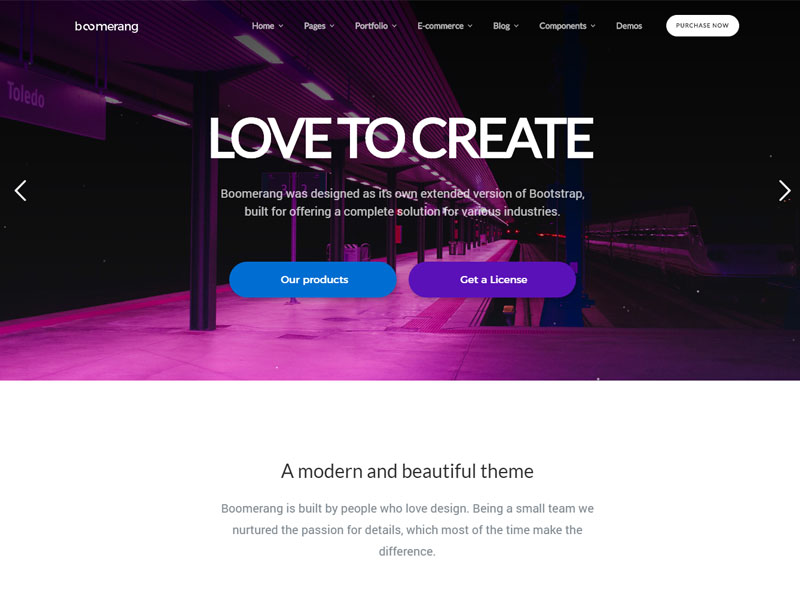 boomerang
Home Pages Portfolio E-commerce Blog Components Demos PURCHASE NOW
Toledo
LOVE TO CREATE
Boomerang was designed as its own extended version of Bootstrap,
built for offering a complete solution for various industries.
Our products Get a License
A modern and beautiful theme
Boomerang is built by people who love design. Being a small team we
nurtured the passion for details, which most of the time make the
difference.